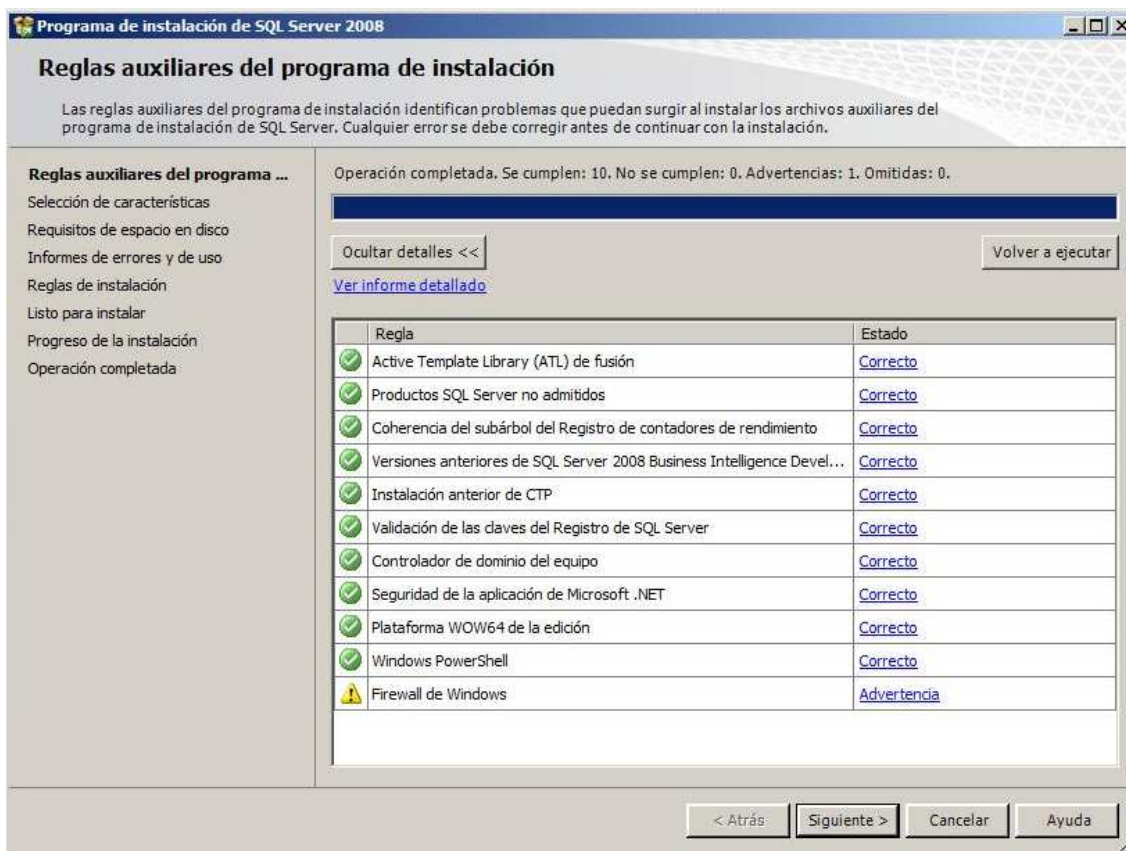 Programa de instalación de SQL Server 2008
Reglas auxiliares del programa de instalación
Las reglas auxiliares del programa de instalación identifican problemas que puedan surgir al instalar los archivos auxiliares del
programa de instalación de SQL Server. Cualquier error se debe corregir antes de continuar con la instalación.
Reglas auxiliares del programa ...
Selección de características
Requisitos de espacio en disco
Informes de errores y de uso
Reglas de instalación
Listo para instalar
Progreso de la instalación
Operación completada
Operación completada. Se cumplen: 10. No se cumplen: 0. Advertencias: 1. Omitidas: 0.
Ocultar detalles <<
Volver a ejecutar
Ver informe detallado
Regla Estado
Active Template Library (ATL) de fusión Correcto
Productos SQL Server no admitidos Correcto
Coherencia del subárbol del Registro de contadores de rendimiento Correcto
Versiones anteriores de SQL Server 2008 Business Intelligence Devel... Correcto
Instalación anterior de CTP Correcto
Validación de las claves del Registro de SQL Server Correcto
Controlador de dominio del equipo Correcto
Seguridad de la aplicación de Microsoft .NET Correcto
Plataforma WOW64 de la edición Correcto
Windows PowerShell Correcto
Firewall de Windows Advertencia
< Atrás Siguiente > Cancelar Ayuda